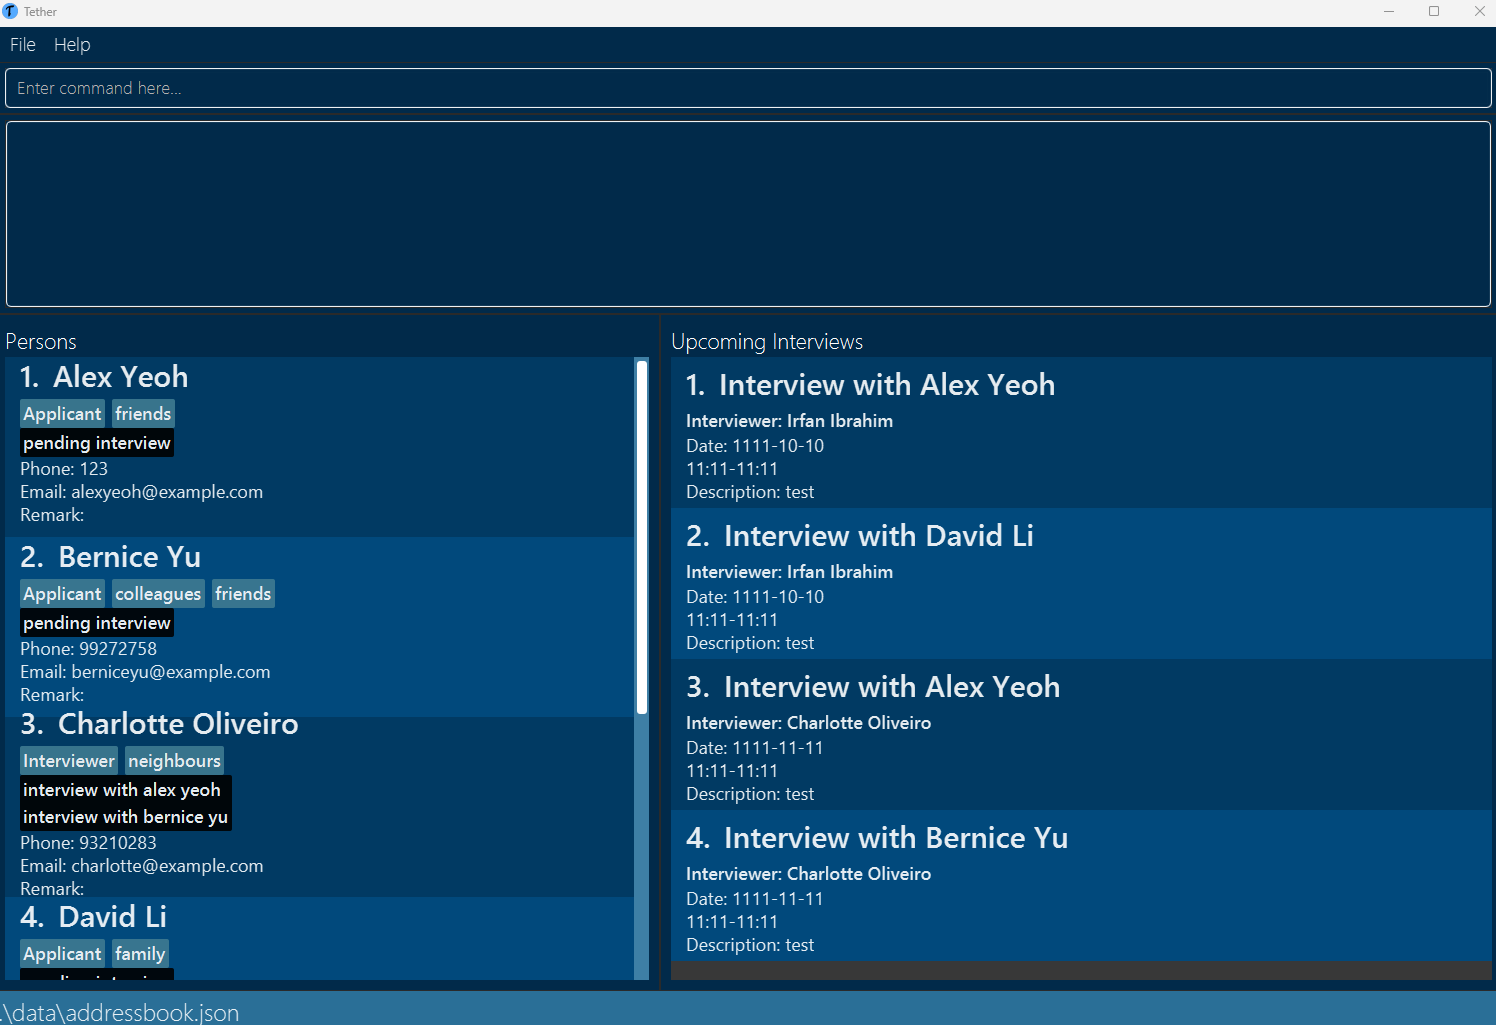 Tether
File Help
Enter command here...
Persons
1. Alex Yeoh
Applicant friends
pending interview
Phone: 123
Email: alexyeoh@example.com
Remark:
2. Bernice Yu
Applicant colleagues friends
pending interview
Phone: 99272758
Email: berniceyu@example.com
Remark:
3. Charlotte Oliveiro
Interviewer neighbours
interview with alex yeoh
interview with bernice yu
Phone: 93210283
Email: charlotte@example.com
Remark:
4. David Li
Applicant family
Upcoming Interviews
1. Interview with Alex Yeoh
Interviewer: Irfan Ibrahim
Date: 1111-10-10
11:11-11:11
Description: test
2. Interview with David Li
Interviewer: Irfan Ibrahim
Date: 1111-10-10
11:11-11:11
Description: test
3. Interview with Alex Yeoh
Interviewer: Charlotte Oliveiro
Date: 1111-11-11
11:11-11:11
Description: test
4. Interview with Bernice Yu
Interviewer: Charlotte Oliveiro
Date: 1111-11-11
11:11-11:11
Description: test
.\data\addressbook.json